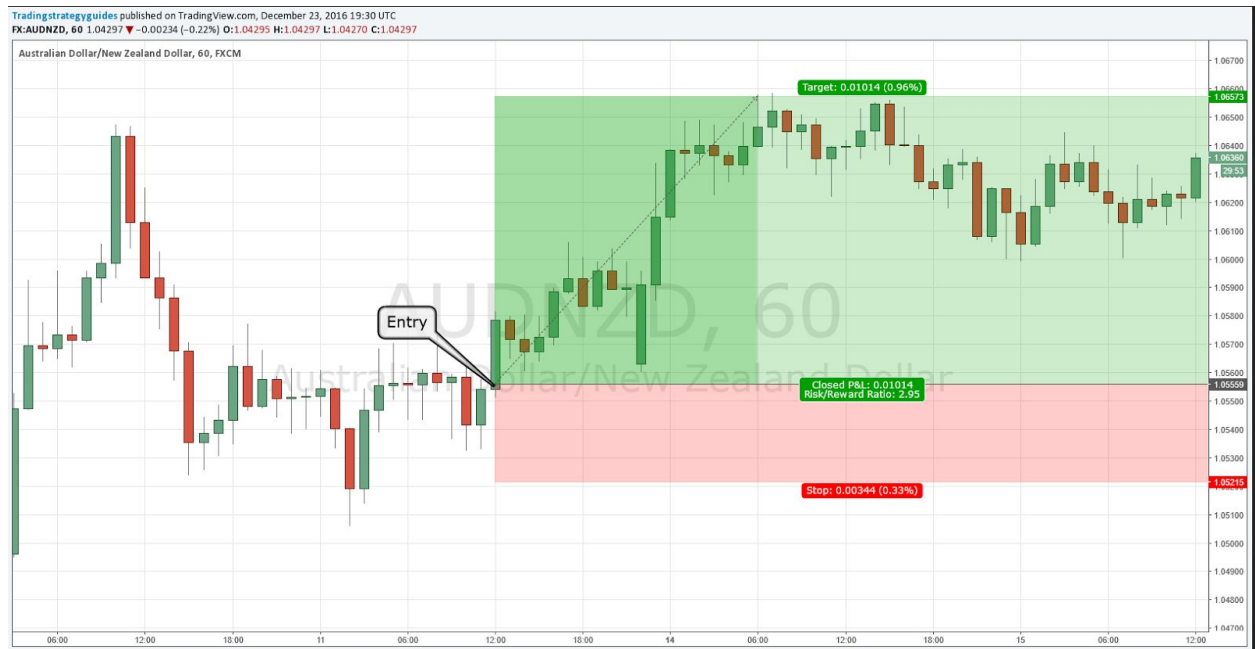 Tradingstrategyguides published on TradingView.com, December 23, 2016 19:30 UTC
FX:AUDNZD, 60 1.04297 ▼ −0.00234 (−0.22%) O:1.04295 H:1.04297 L:1.04270 C:1.04297
Australian Dollar/New Zealand Dollar, 60, FXCM
1.06700
Target: 0.01014 (0.96%)
1.06573
1.06500
1.06400
1.06360
29:53
1.06200
1.06100
1.06000
1.05900
AUDNZD, 60
1.05800
Entry
1.05700
1.05600
Australian Dollar/New Zealand Dollar
Closed P&L: 0.01014
1.05559
Risk/Reward Ratio: 2.95
1.05500
1.05400
1.05300
1.05215
Stop: 0.00344 (0.33%)
1.05100
1.05000
1.04900
1.04800
1.04700
06:00 12:00 18:00 11 06:00 12:00 18:00 14 06:00 12:00 18:00 15 06:00 12:00